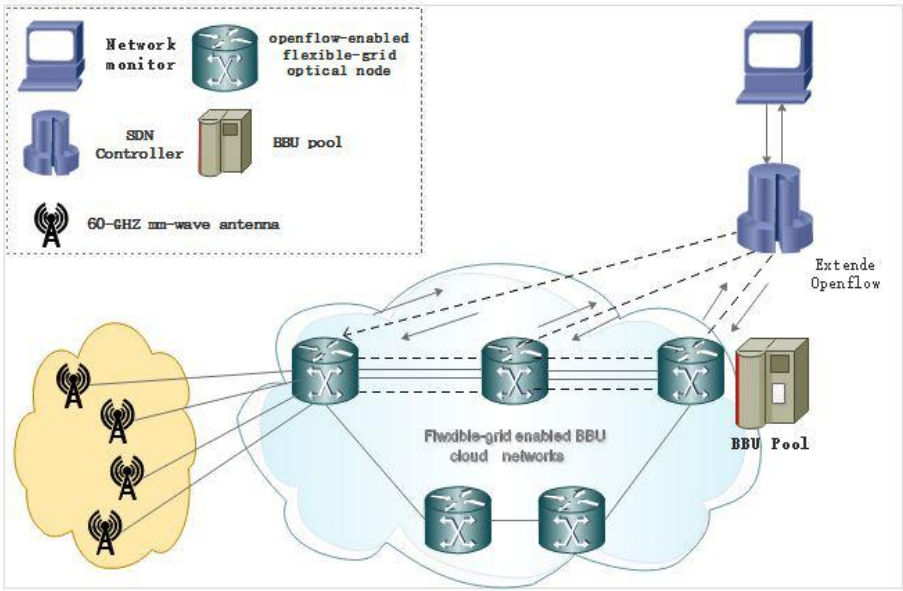 Network
monitor
openflow-enabled
flexible-grid
optical node
SDN
Controller
BBU pool
60-GHZ mm-wave antenna
Extende
Openflow
BBU Pool
Flwxible-grid enabled BBU
cloud networks